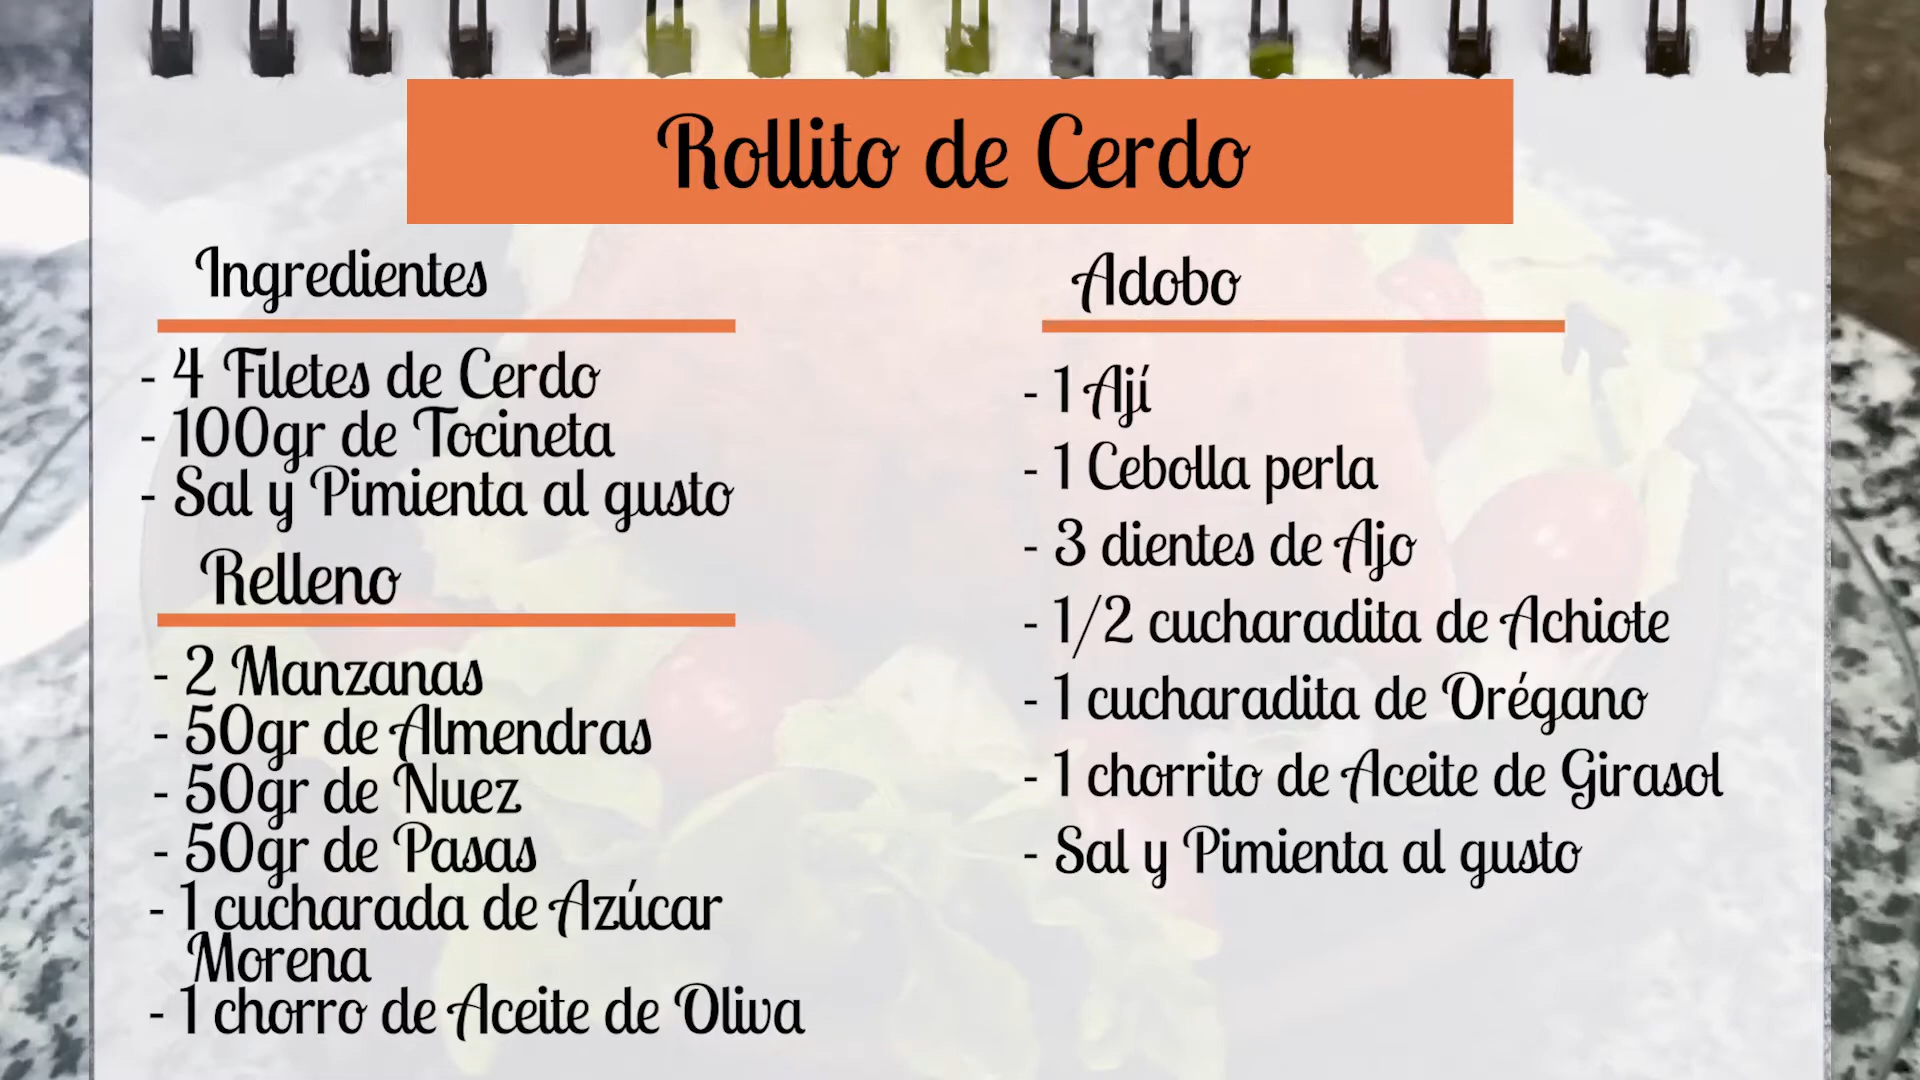 Rollito de Cerdo
Ingredientes
- 4 Filetes de Cerdo
- 100gr de Tocineta
- Sal y Pimienta al gusto
Relleno
- 2 Manzanas
- 50gr de Almendras
- 50gr de Nuez
- 50gr de Pasas
- 1 cucharada de Azúcar
Morena
- 1 chorro de Aceite de Oliva
Adobo
- 1 Ají
- 1 Cebolla perla
- 3 dientes de Ajo
- 1/2 cucharadita de Achiote
- 1 cucharadita de Orégano
- 1 chorrito de Aceite de Girasol
- Sal y Pimienta al gusto